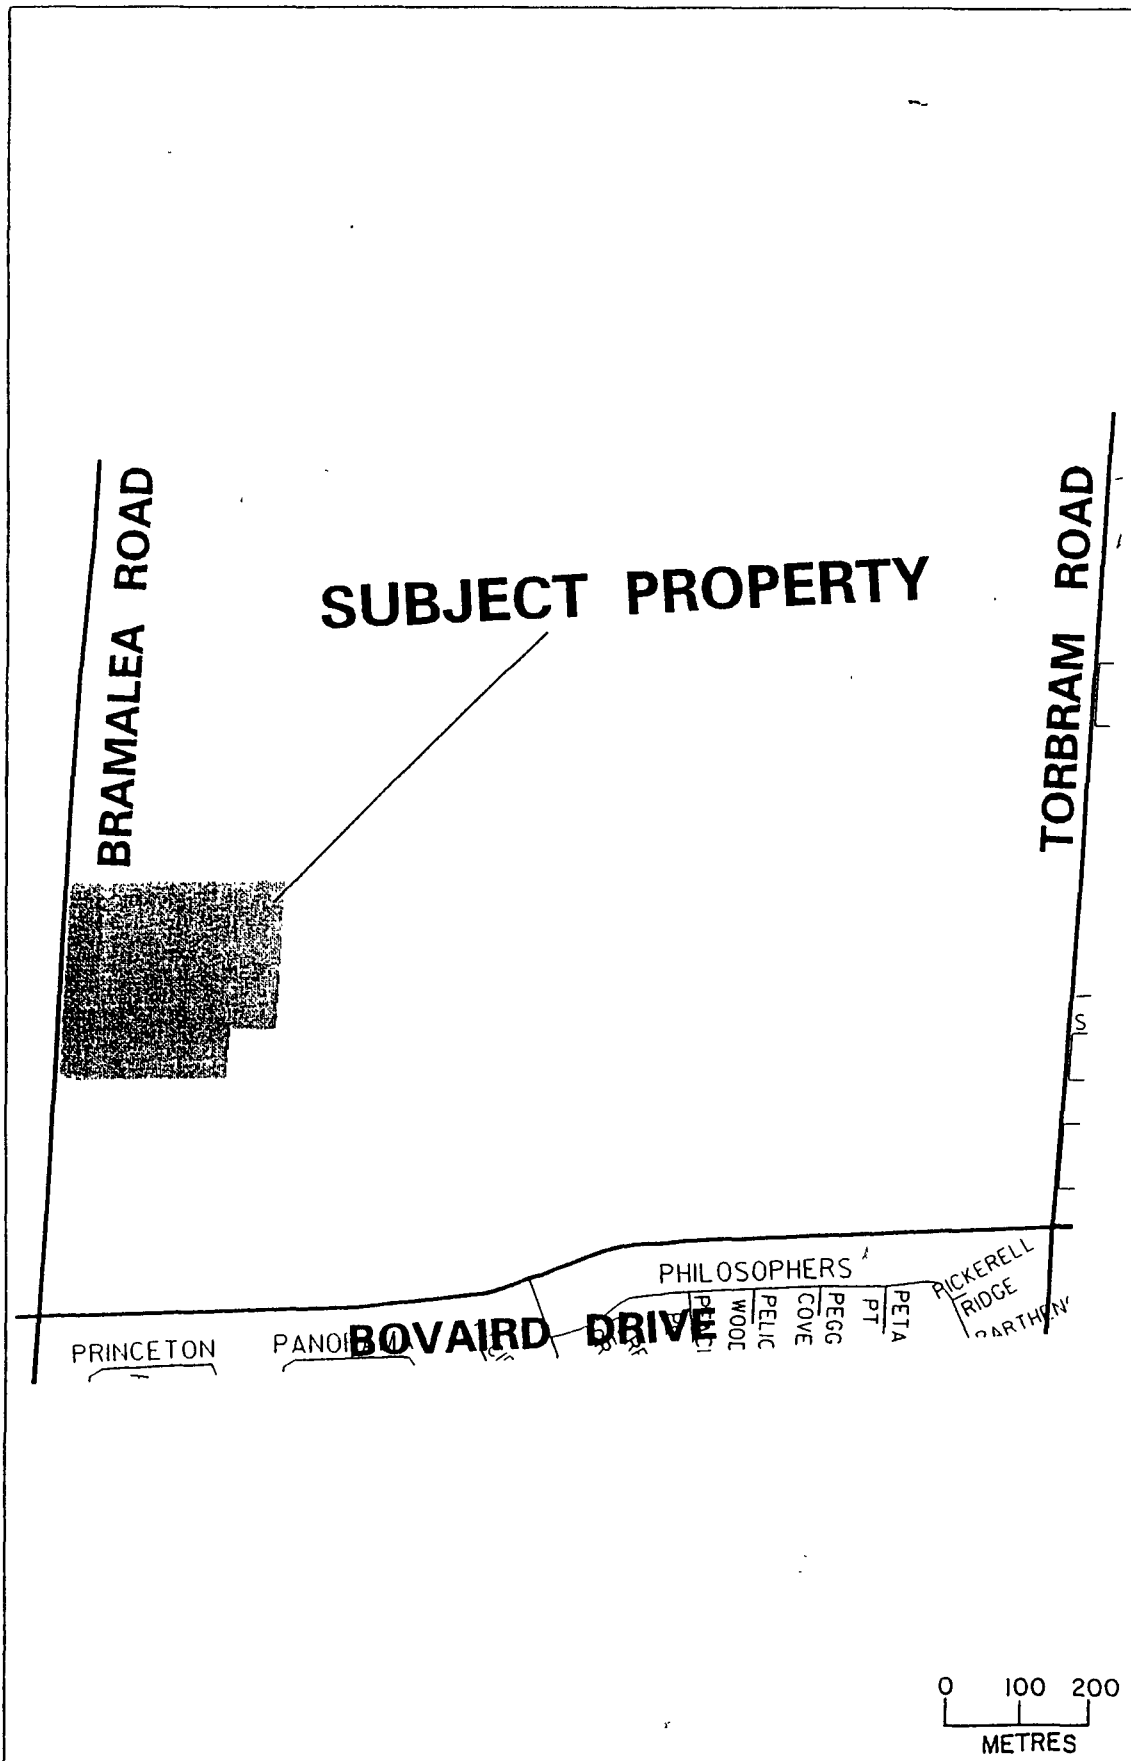 BRAMALEA ROAD
SUBJECT PROPERTY
TORBRAM ROAD
S
PHILOSOPHERS
PICKERELL
RIDGE
PRINCETON
BOVAIRD DRIVE
WOOD
PELIC
COVE
PEGG
PT
PETA
0 100 200
METRES